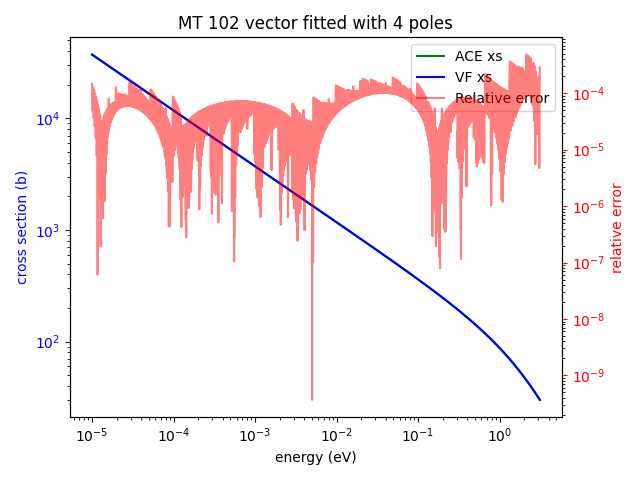 MT 102 vector fitted with 4 poles
ACE xs
VF xs
Relative error
cross section (b)
10⁴
10³
10²
10⁻⁴
10⁻⁵
10⁻⁶
10⁻⁷
10⁻⁸
10⁻⁹
relative error
10⁻⁵ 10⁻⁴ 10⁻³ 10⁻² 10⁻¹ 10⁰
energy (eV)